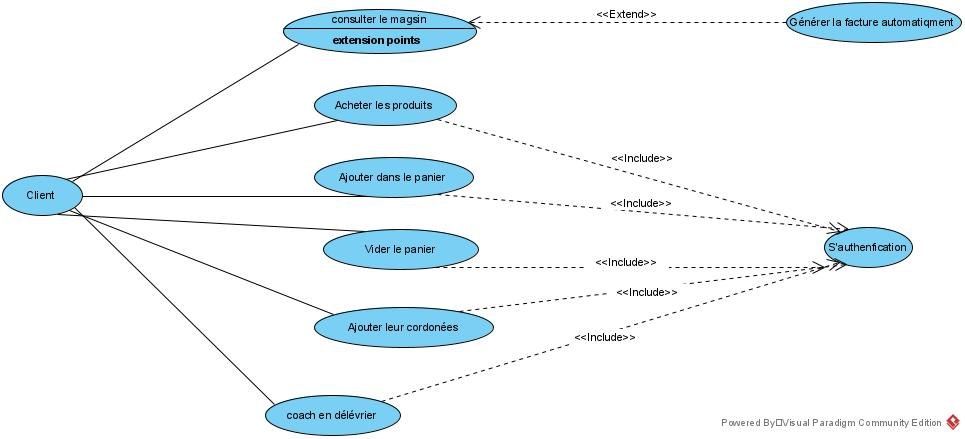 consulter le magsin
extension points
<<Extend>>
Générer la facture automatiqment
Acheter les produits
<<Include>>
Ajouter dans le panier
<<Include>>
Client
Vider le panier
<<Include>>
S'authenfication
<<Include>>
Ajouter leur cordonées
<<Include>>
coach en délévrier
Powered By□Visual Paradigm Community Edition